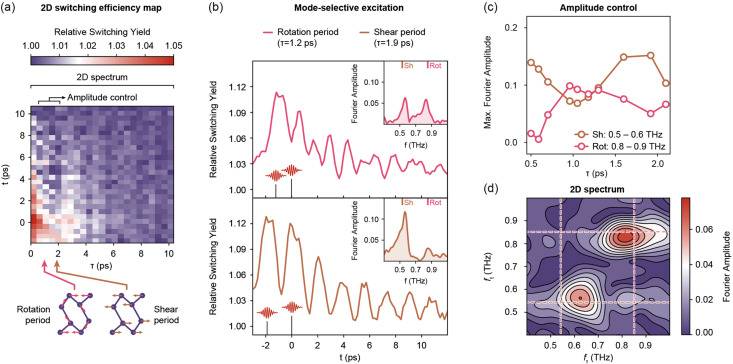 (a) 2D switching efficiency map
Relative Switching Yield
1.00 1.01 1.02 1.03 1.04 1.05
2D spectrum
Amplitude control
10
8
6
4
2
0
t (ps)
0 2 4 6 8 10
τ (ps)
Rotation
period
Shear
period
(b) Mode-selective excitation
Rotation period
(τ=1.2 ps)
Shear period
(τ=1.9 ps)
Relative Switching Yield
1.12
1.09
1.06
1.03
1.00
Fourier Amplitude
0.10
0.05
Sh
Rot
0.5 0.9
f (THz)
Relative Switching Yield
1.12
1.09
1.06
1.03
1.00
Fourier Amplitude
0.10
0.05
Sh
Rot
0.5 0.9
f (THz)
-2 0 2 4 6 8 10
t (ps)
(c) Amplitude control
Max. Fourier Amplitude
0.2
0.1
0.0
Sh: 0.5 – 0.6 THz
Rot: 0.8 – 0.9 THz
0.5 1.0 1.5 2.0
τ (ps)
(d) 2D spectrum
0.9
0.8
0.7
0.6
0.5
f_t (THz)
0.5 0.6 0.7 0.8 0.9
(THz)
0.06
0.04
0.02
0.00
Fourier Amplitude